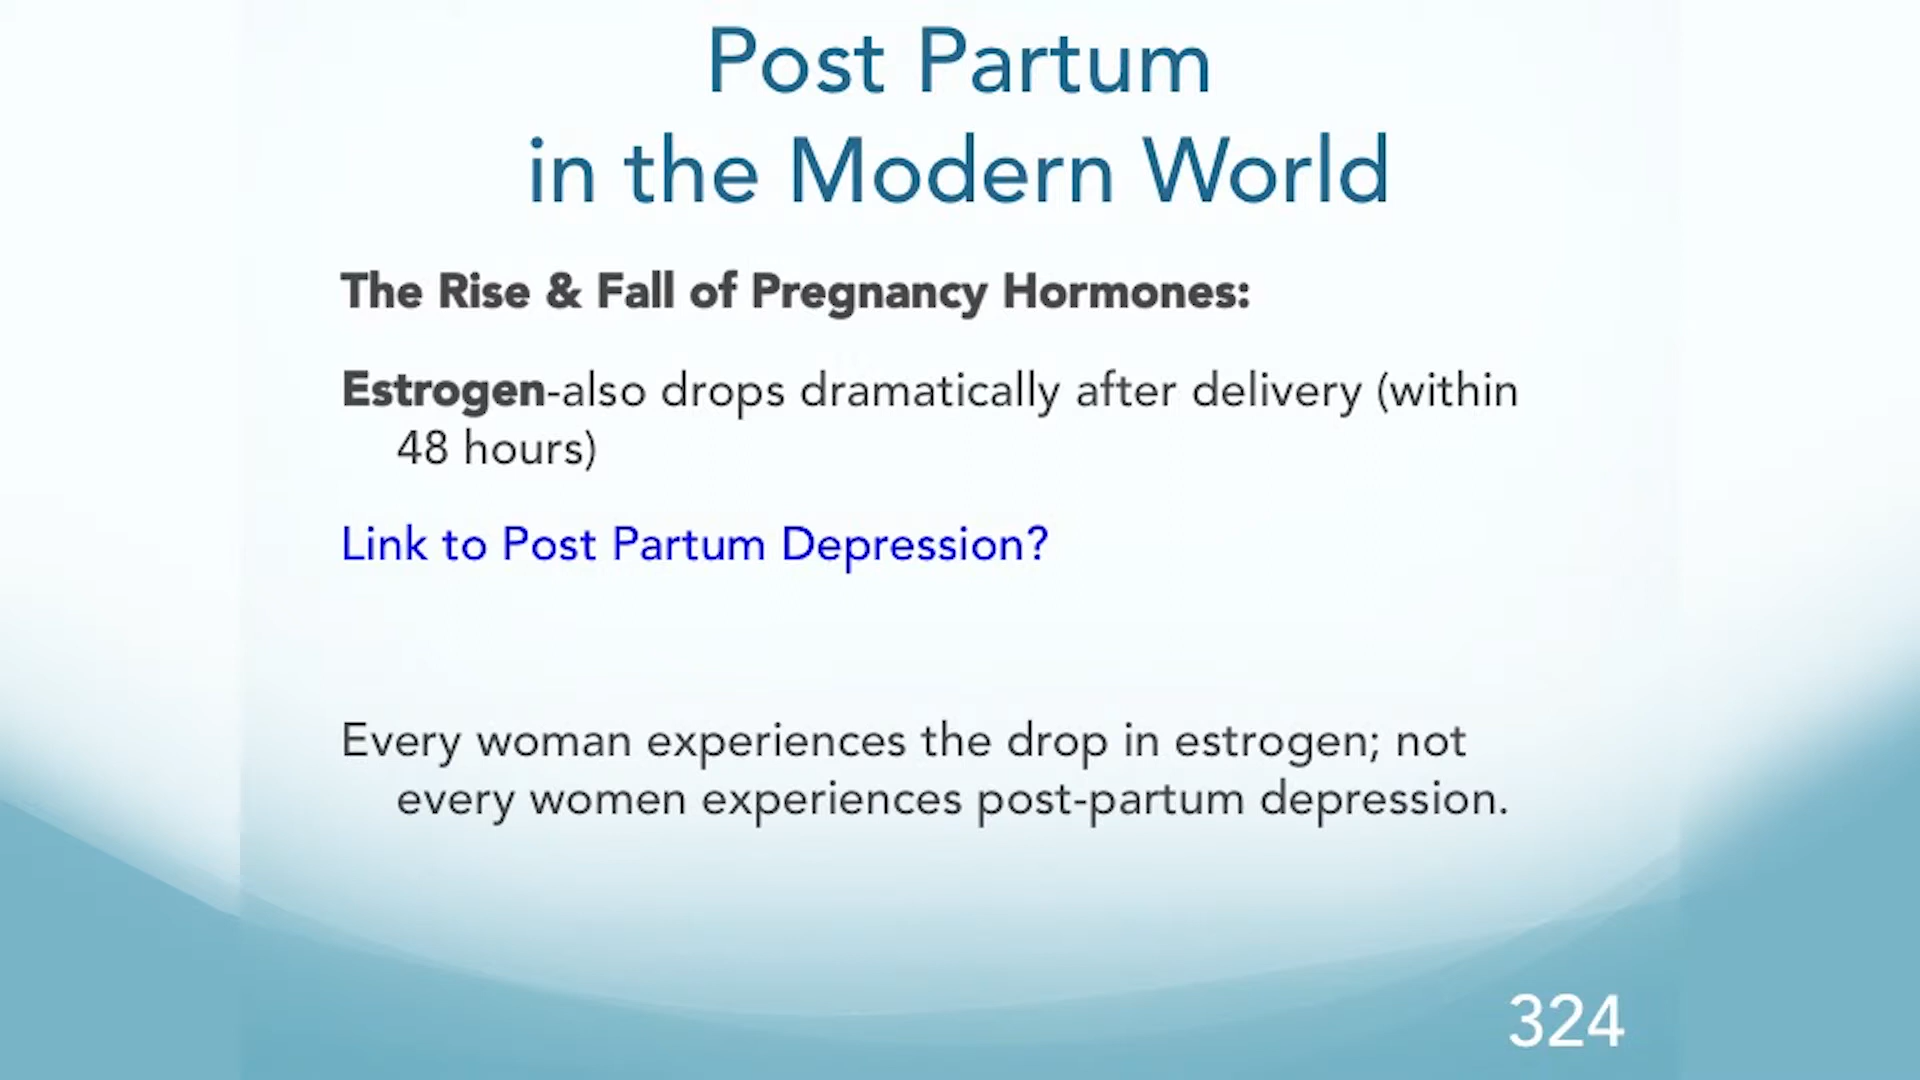 Post Partum
in the Modern World
The Rise & Fall of Pregnancy Hormones:
Estrogen-also drops dramatically after delivery (within
48 hours)
Link to Post Partum Depression?
Every woman experiences the drop in estrogen; not
every women experiences post-partum depression.
324